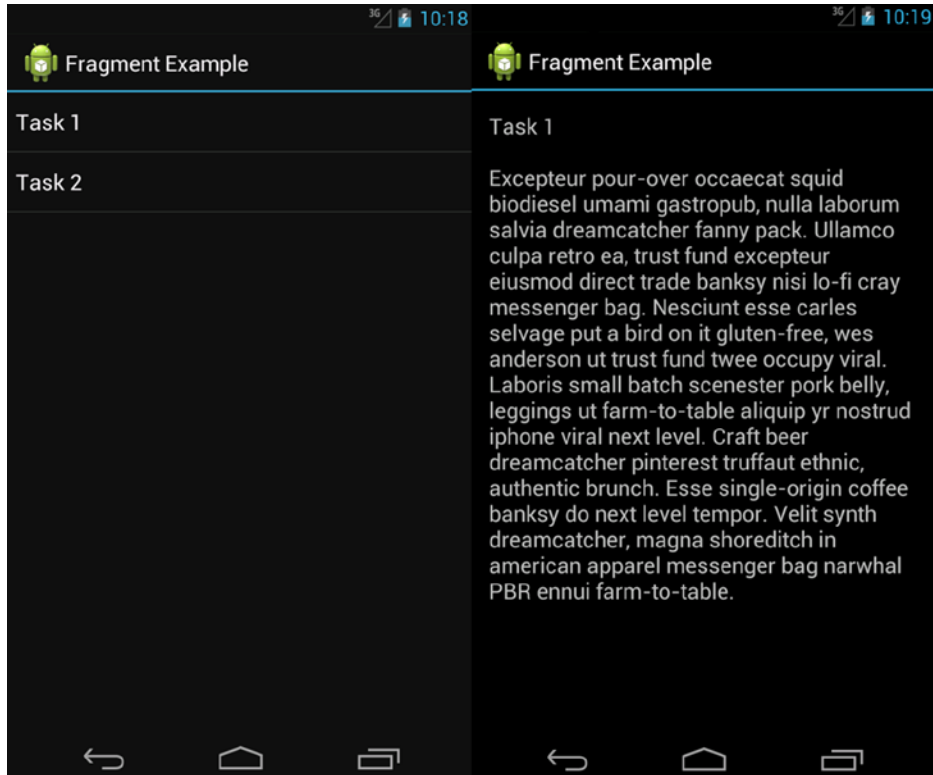 3G 10:18
Fragment Example
Task 1
Task 2
3G 10:19
Fragment Example
Task 1
Excepteur pour-over occaecat squid
biodiesel umami gastropub, nulla laborum
salvia dreamcatcher fanny pack. Ullamco
culpa retro ea, trust fund excepteur
eiusmod direct trade banksy nisi lo-fi cray
messenger bag. Nesciunt esse carles
selvage put a bird on it gluten-free, wes
anderson ut trust fund twee occupy viral.
Laboris small batch scenester pork belly,
leggings ut farm-to-table aliquip yr nostrud
iphone viral next level. Craft beer
dreamcatcher pinterest truffaut ethnic,
authentic brunch. Esse single-origin coffee
banksy do next level tempor. Velit synth
dreamcatcher, magna shoreditch in
american apparel messenger bag narwhal
PBR ennui farm-to-table.